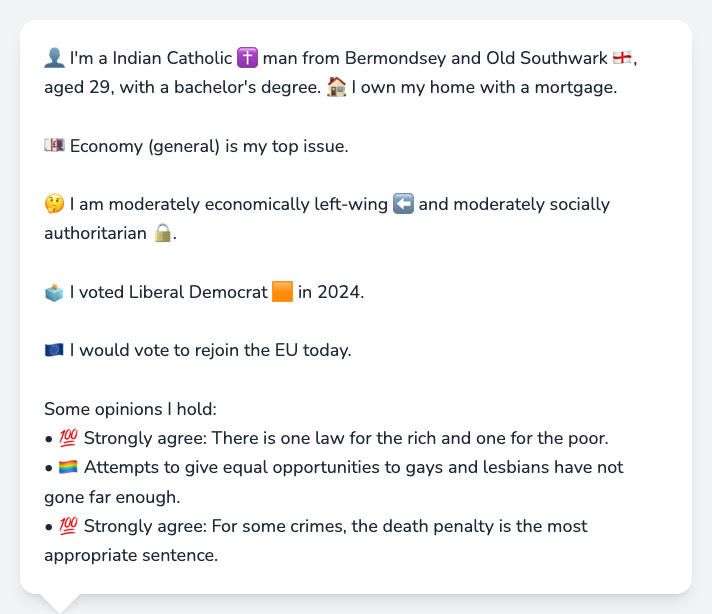 👤 I'm a Indian Catholic ✝️ man from Bermondsey and Old Southwark 🏴󠁧󠁢󠁥󠁮󠁧󠁿,
aged 29, with a bachelor's degree. 🏠 I own my home with a mortgage.
💷 Economy (general) is my top issue.
🤔 I am moderately economically left-wing ⬅️ and moderately socially
authoritarian 🔒.
🗳️ I voted Liberal Democrat 🟧 in 2024.
🇪🇺 I would vote to rejoin the EU today.
Some opinions I hold:
• 💯 Strongly agree: There is one law for the rich and one for the poor.
• 🏳️‍🌈 Attempts to give equal opportunities to gays and lesbians have not
gone far enough.
• 💯 Strongly agree: For some crimes, the death penalty is the most
appropriate sentence.